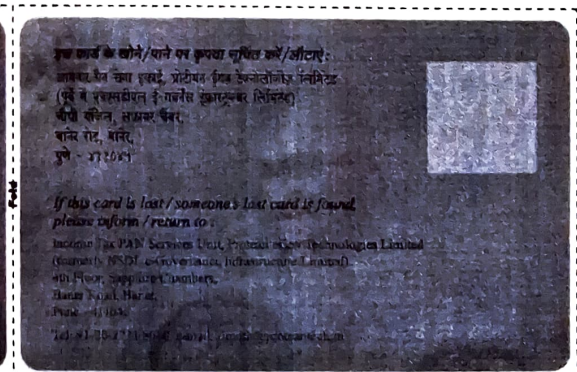 इस कार्ड के खोने/पाने पर कृपया सूचित करें/लौटाएं:
आयकर पैन सेवा इकाई, प्रोटीयन ईगव टेक्नोलॉजीज़ लिमिटेड
(पूर्व में एनएसडीएल ई-गवर्नेंस इंफ्रास्ट्रक्चर लिमिटेड)
मंजिल, सफायर चेंबर,
बानेर रोड, बानेर,
पुणे -
Fold
If this card is lost / someone's lost card is found,
please inform / return to :
Income Tax PAN Services Unit, Protean eGov Technologies Limited
(formerly NSDL e-Governance Infrastructure Limited)
4th Floor, Sapphire Chambers,
Baner Road, Baner,
Pune -
Tel: